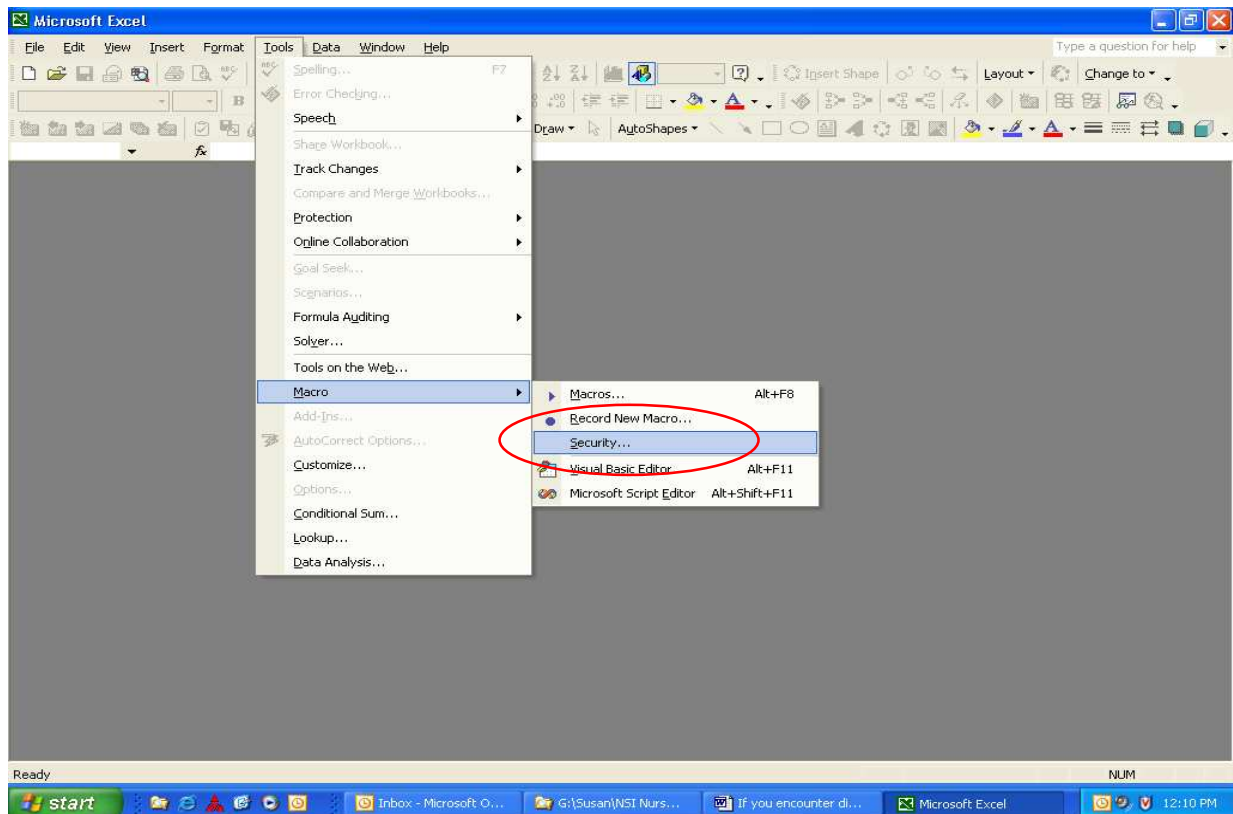 Microsoft Excel
File Edit View Insert Format Tools Data Window Help Type a question for help
Insert Shape Layout Change to
B A
Draw AutoShapes A
fx
Spelling... F7
Error Checking...
Speech
Share Workbook...
Track Changes
Compare and Merge Workbooks...
Protection
Online Collaboration
Goal Seek...
Scenarios...
Formula Auditing
Solver...
Tools on the Web...
Macro
Add-Ins...
AutoCorrect Options...
Customize...
Options...
Conditional Sum...
Lookup...
Data Analysis...
Macros... Alt+F8
Record New Macro...
Security...
Visual Basic Editor Alt+F11
Microsoft Script Editor Alt+Shift+F11
Ready NUM
start Inbox - Microsoft O... G:\Susan\NSI Nurs... If you encounter di... Microsoft Excel 12:10 PM